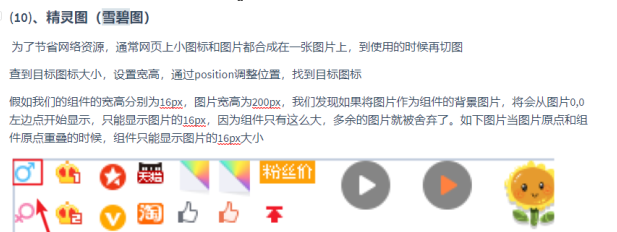 (10)、精灵图（雪碧图）
为了节省网络资源，通常网页上小图标和图片都合成在一张图片上，到使用的时候再切图
查到目标图标大小，设置宽高，通过position调整位置，找到目标图标
假如我们的组件的宽高分别为16px，图片宽高为200px，我们发现如果将图片作为组件的背景图片，将会从图片0,0
左边点开始显示，只能显示图片的16px，因为组件只有这么大，多余的图片就被舍弃了。如下图片当图片原点和组
件原点重叠的时候，组件只能显示图片的16px大小
1 天猫 粉丝价
2 V 淘